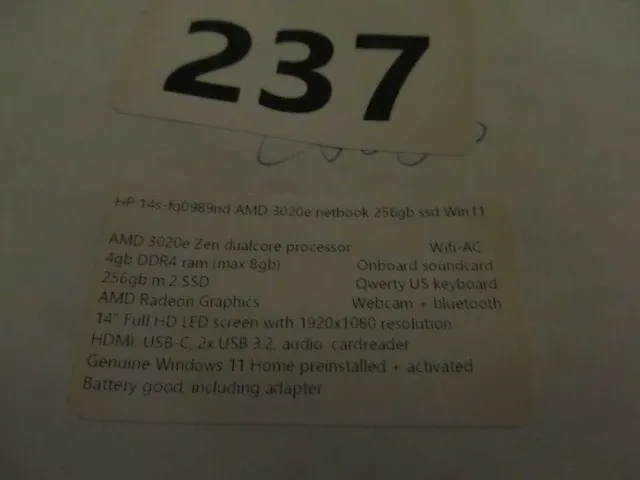 237
HP 14s-fq0989nd AMD 3020e netbook 256gb ssd Win11
AMD 3020e Zen dualcore processor Wifi-AC
4gb DDR4 ram (max 8gb) Onboard soundcard
256gb m 2 SSD Qwerty US keyboard
AMD Radeon Graphics Webcam + bluetooth
14" Full HD LED screen with 1920x1080 resolution
HDMI, USB-C, 2x USB 3.2, audio, cardreader
Genuine Windows 11 Home preinstalled + activated
Battery good, including adapter